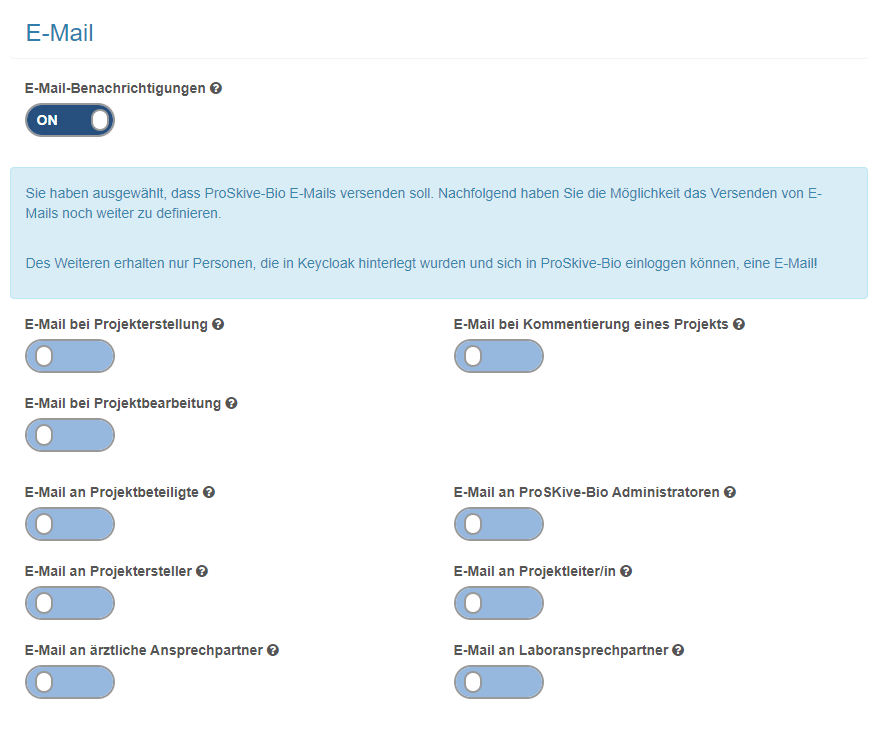 E-Mail
E-Mail-Benachrichtigungen
ON
Sie haben ausgewählt, dass ProSkive-Bio E-Mails versenden soll. Nachfolgend haben Sie die Möglichkeit das Versenden von E-
Mails noch weiter zu definieren.
Des Weiteren erhalten nur Personen, die in Keycloak hinterlegt wurden und sich in ProSkive-Bio einloggen können, eine E-Mail!
E-Mail bei Projekterstellung
E-Mail bei Kommentierung eines Projekts
E-Mail bei Projektbearbeitung
E-Mail an Projektbeteiligte
E-Mail an ProSKive-Bio Administratoren
E-Mail an Projektersteller
E-Mail an Projektleiter/in
E-Mail an ärztliche Ansprechpartner
E-Mail an Laboransprechpartner